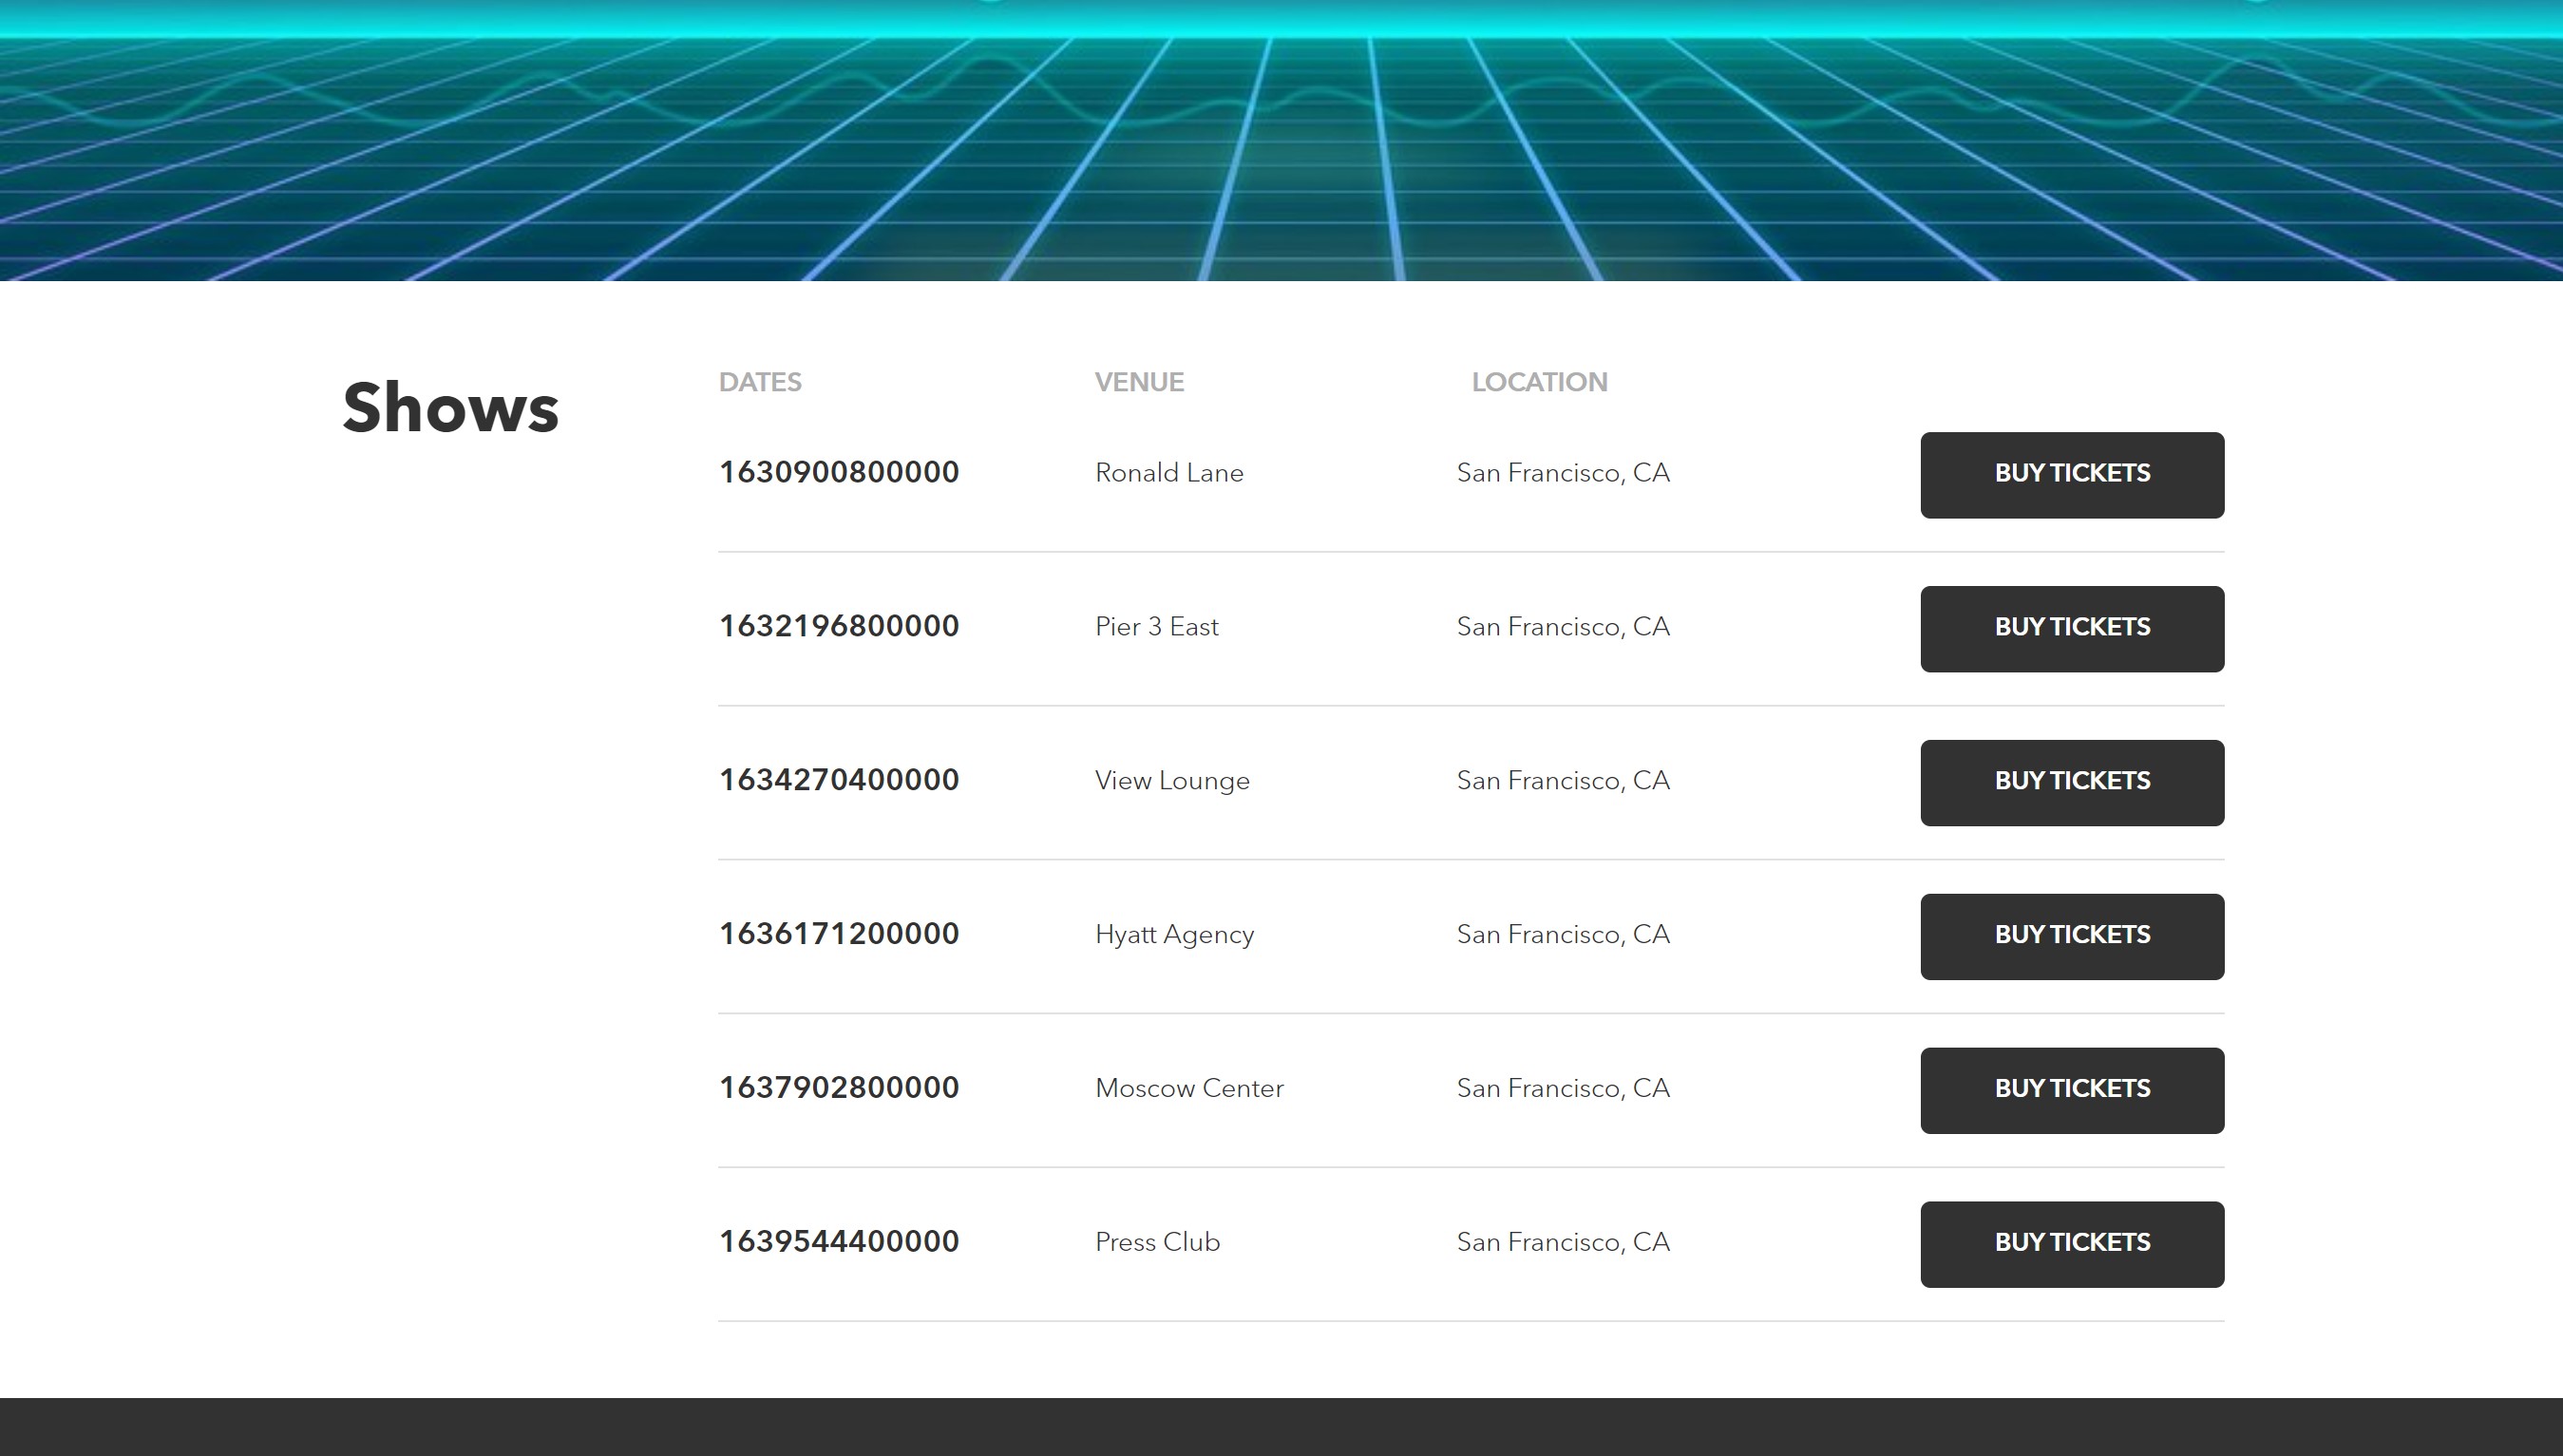 Shows
DATES VENUE LOCATION
1630900800000 Ronald Lane San Francisco, CA BUY TICKETS
1632196800000 Pier 3 East San Francisco, CA BUY TICKETS
1634270400000 View Lounge San Francisco, CA BUY TICKETS
1636171200000 Hyatt Agency San Francisco, CA BUY TICKETS
1637902800000 Moscow Center San Francisco, CA BUY TICKETS
1639544400000 Press Club San Francisco, CA BUY TICKETS